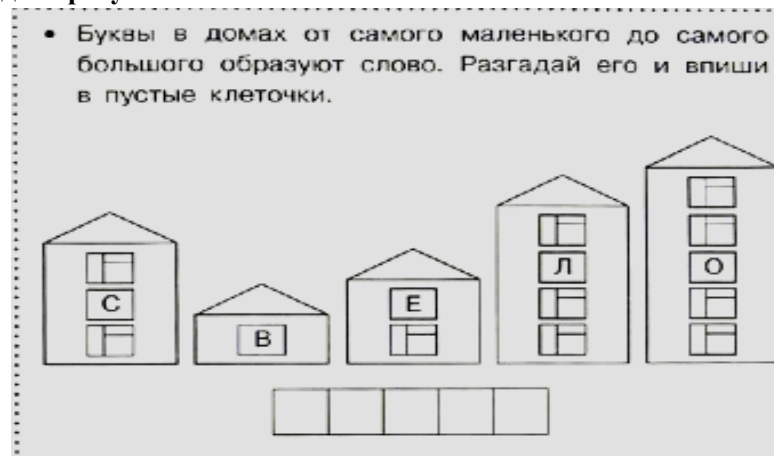 • Буквы в домах от самого маленького до самого
большого образуют слово. Разгадай его и впиши
в пустые клеточки.
С В Е Л О